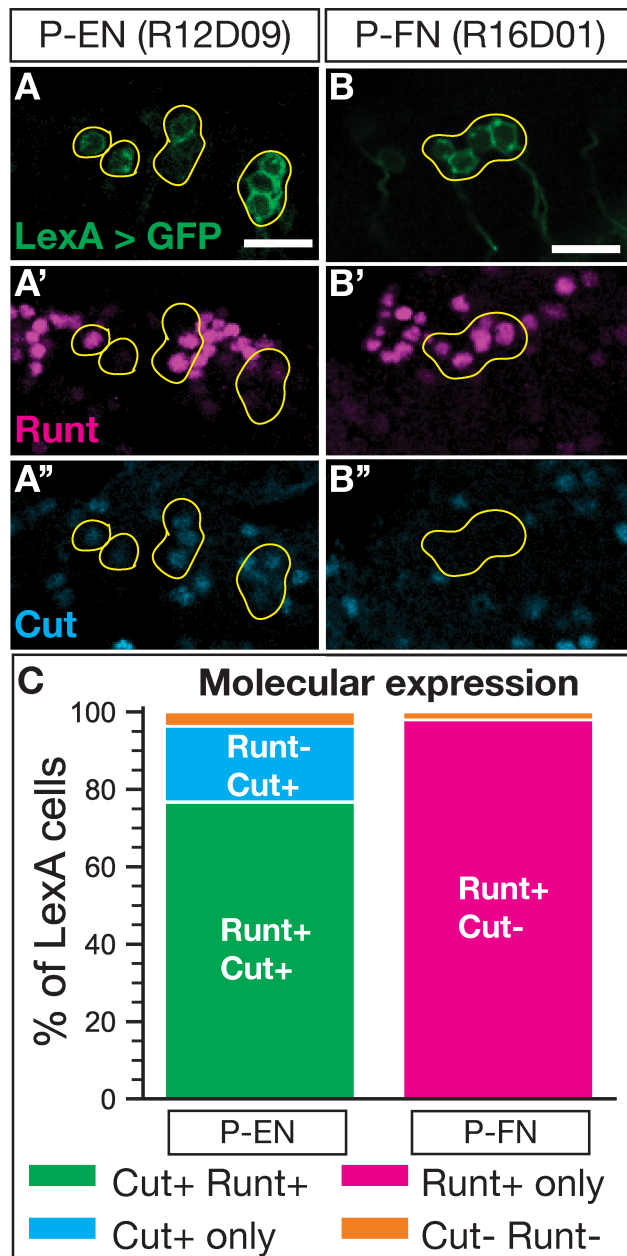 P-EN (R12D09) P-FN (R16D01)
A B
LexA > GFP
A' B'
Runt
A" B"
Cut
C Molecular expression
% of LexA cells
100
80
60
40
20
0
Runt-
Cut+
Runt+
Cut+
Runt+
Cut-
P-EN P-FN
Cut+ Runt+ Runt+ only
Cut+ only Cut- Runt-